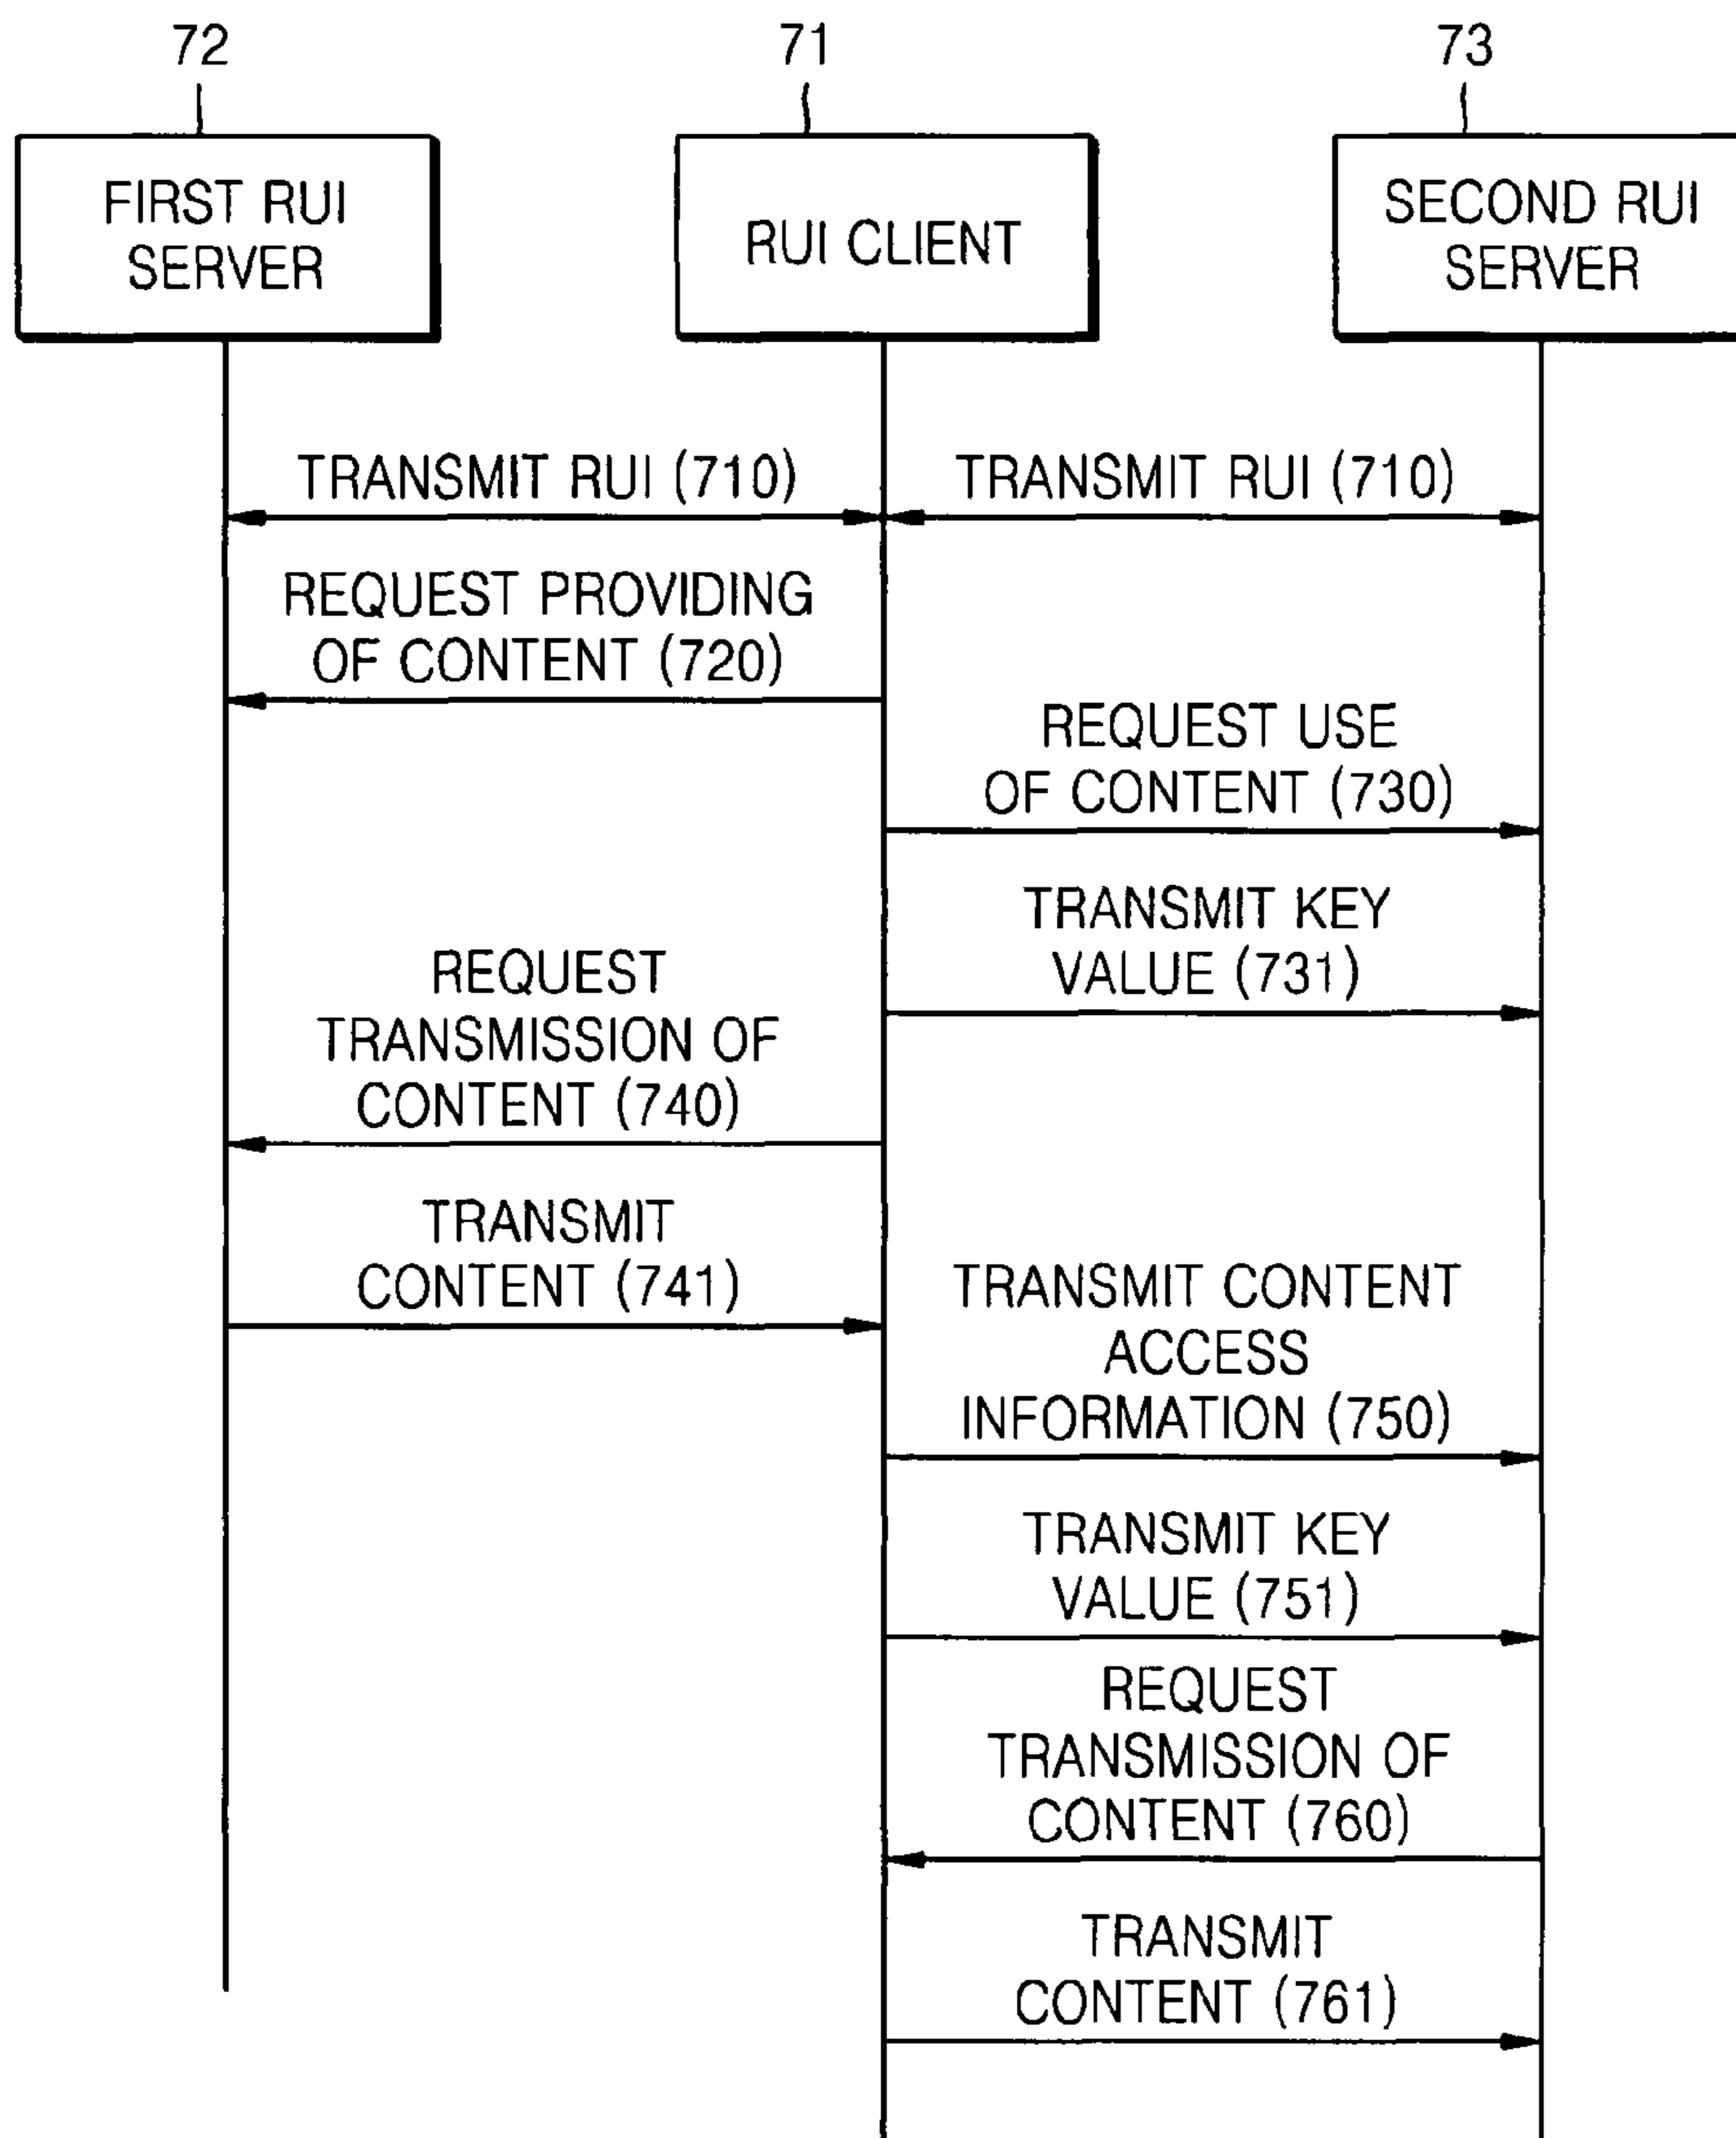 72
71
73
FIRST RUI
SERVER
RUI CLIENT
SECOND RUI
SERVER
TRANSMIT RUI (710)
TRANSMIT RUI (710)
REQUEST PROVIDING
OF CONTENT (720)
REQUEST USE
OF CONTENT (730)
TRANSMIT KEY
VALUE (731)
REQUEST
TRANSMISSION OF
CONTENT (740)
TRANSMIT
CONTENT (741)
TRANSMIT CONTENT
ACCESS
INFORMATION (750)
TRANSMIT KEY
VALUE (751)
REQUEST
TRANSMISSION OF
CONTENT (760)
TRANSMIT
CONTENT (761)